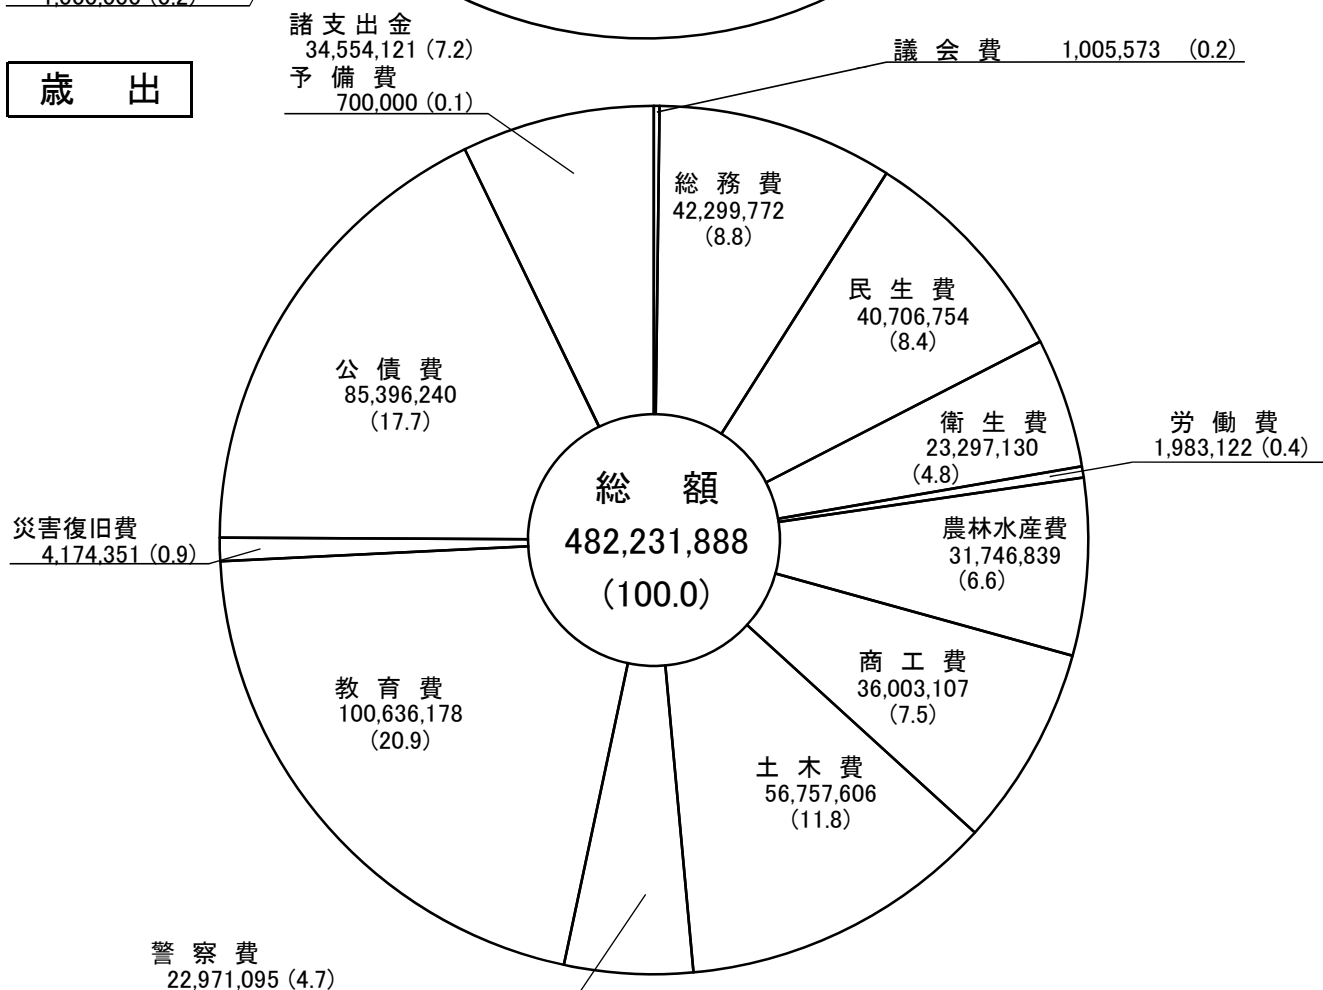 諸支出金
34,554,121 (7.2)
予備費
700,000 (0.1)
議会費 1,005,573 (0.2)
歳出
総務費
42,299,772
(8.8)
民生費
40,706,754
(8.4)
衛生費
23,297,130
(4.8)
労働費
1,983,122 (0.4)
農林水産費
31,746,839
(6.6)
商工費
36,003,107
(7.5)
土木費
56,757,606
(11.8)
警察費
22,971,095 (4.7)
教育費
100,636,178
(20.9)
災害復旧費
4,174,351 (0.9)
公債費
85,396,240
(17.7)
総額
482,231,888
(100.0)